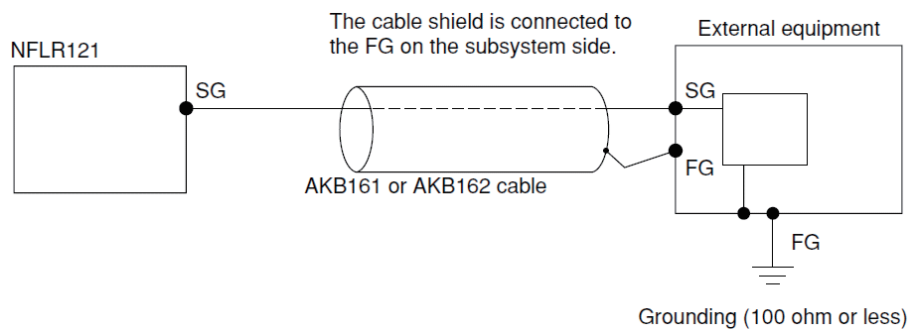 The cable shield is connected to
the FG on the subsystem side.
External equipment
NFLR121
SG
SG
FG
AKB161 or AKB162 cable
FG
Grounding (100 ohm or less)